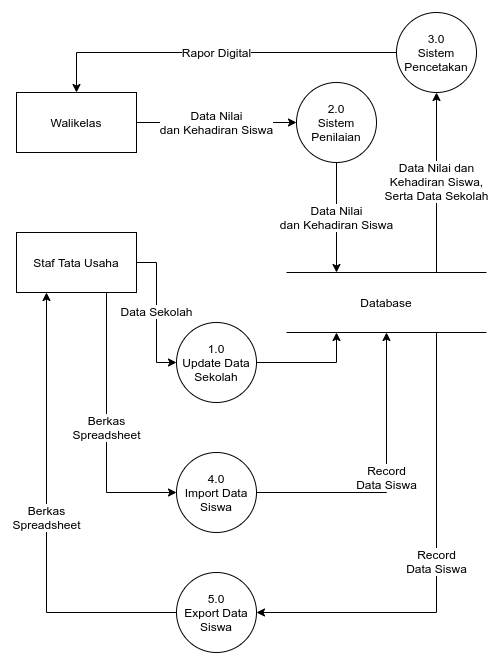 3.0
Sistem
Pencetakan
Rapor Digital
Walikelas
Data Nilai
dan Kehadiran Siswa
2.0
Sistem
Penilaian
Data Nilai dan
Kehadiran Siswa,
Serta Data Sekolah
Data Nilai
dan Kehadiran Siswa
Staf Tata Usaha
Database
Data Sekolah
1.0
Update Data
Sekolah
Berkas
Spreadsheet
4.0
Import Data
Siswa
Record
Data Siswa
Berkas
Spreadsheet
Record
Data Siswa
5.0
Export Data
Siswa